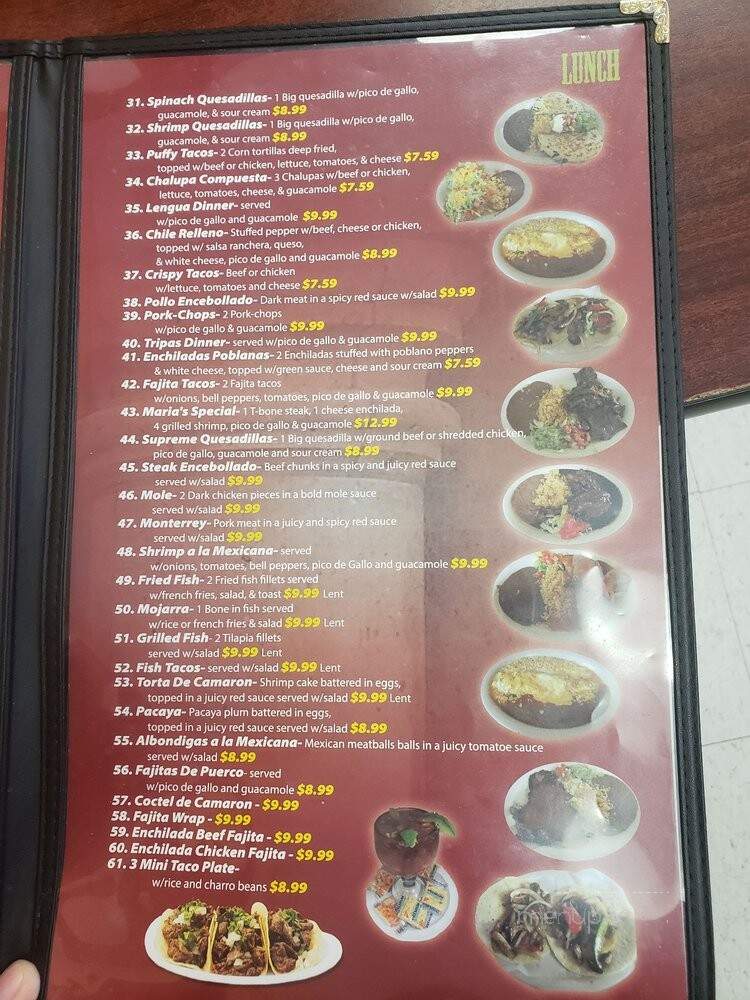 LUNCH
31. Spinach Quesadillas- 1 Big quesadilla w/pico de gallo,
guacamole, & sour cream $8.99
32. Shrimp Quesadillas- 1 Big quesadilla w/pico de gallo,
guacamole, & sour cream $8.99
33. Puffy Tacos- 2 Corn tortillas deep fried,
topped w/beef or chicken, lettuce, tomatoes, & cheese $7.59
34. Chalupa Compuesta- 3 Chalupas w/beef or chicken,
lettuce, tomatoes, cheese, & guacamole $7.59
35. Lengua Dinner- served
w/pico de gallo and guacamole $9.99
36. Chile Relleno- Stuffed pepper w/beef, cheese or chicken,
topped w/ salsa ranchera, queso,
& white cheese, pico de gallo and guacamole $8.99
37. Crispy Tacos- Beef or chicken
w/lettuce, tomatoes and cheese $7.59
38. Pollo Encebollado- Dark meat in a spicy red sauce w/salad $9.99
39. Pork-Chops- 2 Pork-chops
w/pico de gallo & guacamole $9.99
40. Tripas Dinner- served w/pico de gallo & guacamole $9.99
41. Enchiladas Poblanas- 2 Enchiladas stuffed with poblano peppers
& white cheese, topped w/green sauce, cheese and sour cream $7.59
42. Fajita Tacos- 2 Fajita tacos
w/onions, bell peppers, tomatoes, pico de gallo & guacamole $9.99
43. Maria's Special- 1 T-bone steak, 1 cheese enchilada,
4 grilled shrimp, pico de gallo & guacamole $12.99
44. Supreme Quesadillas- 1 Big quesadilla w/ground beef or shredded chicken,
pico de gallo, guacamole and sour cream $8.99
45. Steak Encebollado- Beef chunks in a spicy and juicy red sauce
served w/salad $9.99
46. Mole- 2 Dark chicken pieces in a bold mole sauce
served w/salad $9.99
47. Monterrey- Pork meat in a juicy and spicy red sauce
served w/salad $9.99
48. Shrimp a la Mexicana- served
w/onions, tomatoes, bell peppers, pico de Gallo and guacamole $9.99
49. Fried Fish- 2 Fried fish fillets served
w/french fries, salad, & toast $9.99 Lent
50. Mojarra- 1 Bone in fish served
w/rice or french fries & salad $9.99 Lent
51. Grilled Fish- 2 Tilapia fillets
served w/salad $9.99 Lent
52. Fish Tacos- served w/salad $9.99 Lent
53. Torta De Camaron- Shrimp cake battered in eggs,
topped in a juicy red sauce served w/salad $9.99 Lent
54. Pacaya- Pacaya plum battered in eggs,
topped in a juicy red sauce served w/salad $8.99
55. Albondigas a la Mexicana- Mexican meatballs balls in a juicy tomatoe sauce
served w/salad $8.99
56. Fajitas De Puerco- served
w/pico de gallo and guacamole $8.99
57. Coctel de Camaron - $9.99
58. Fajita Wrap - $9.99
59. Enchilada Beef Fajita - $9.99
60. Enchilada Chicken Fajita - $9.99
61. 3 Mini Taco Plate-
w/rice and charro beans $8.99